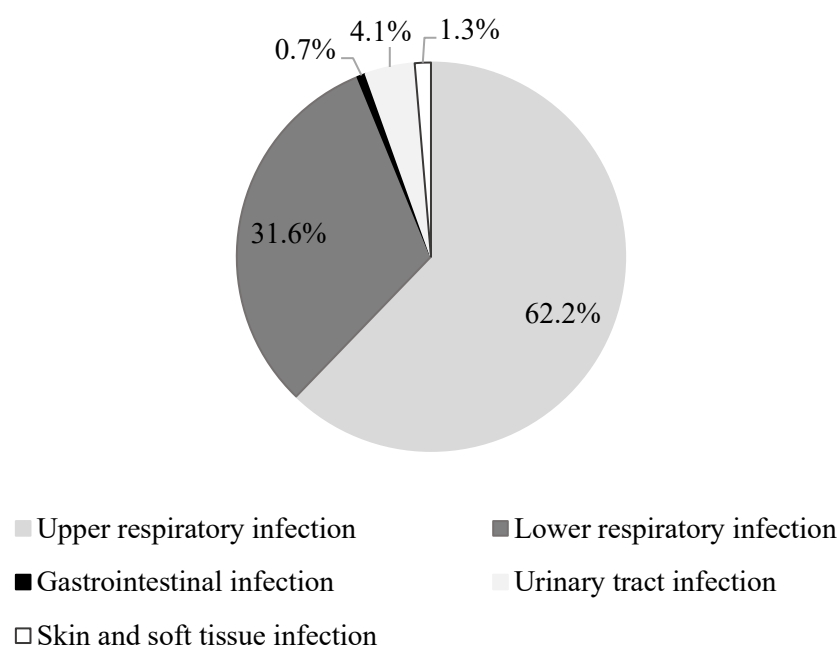 4.1%
1.3%
0.7%
31.6%
62.2%
Upper respiratory infection
Lower respiratory infection
Gastrointestinal infection
Urinary tract infection
Skin and soft tissue infection